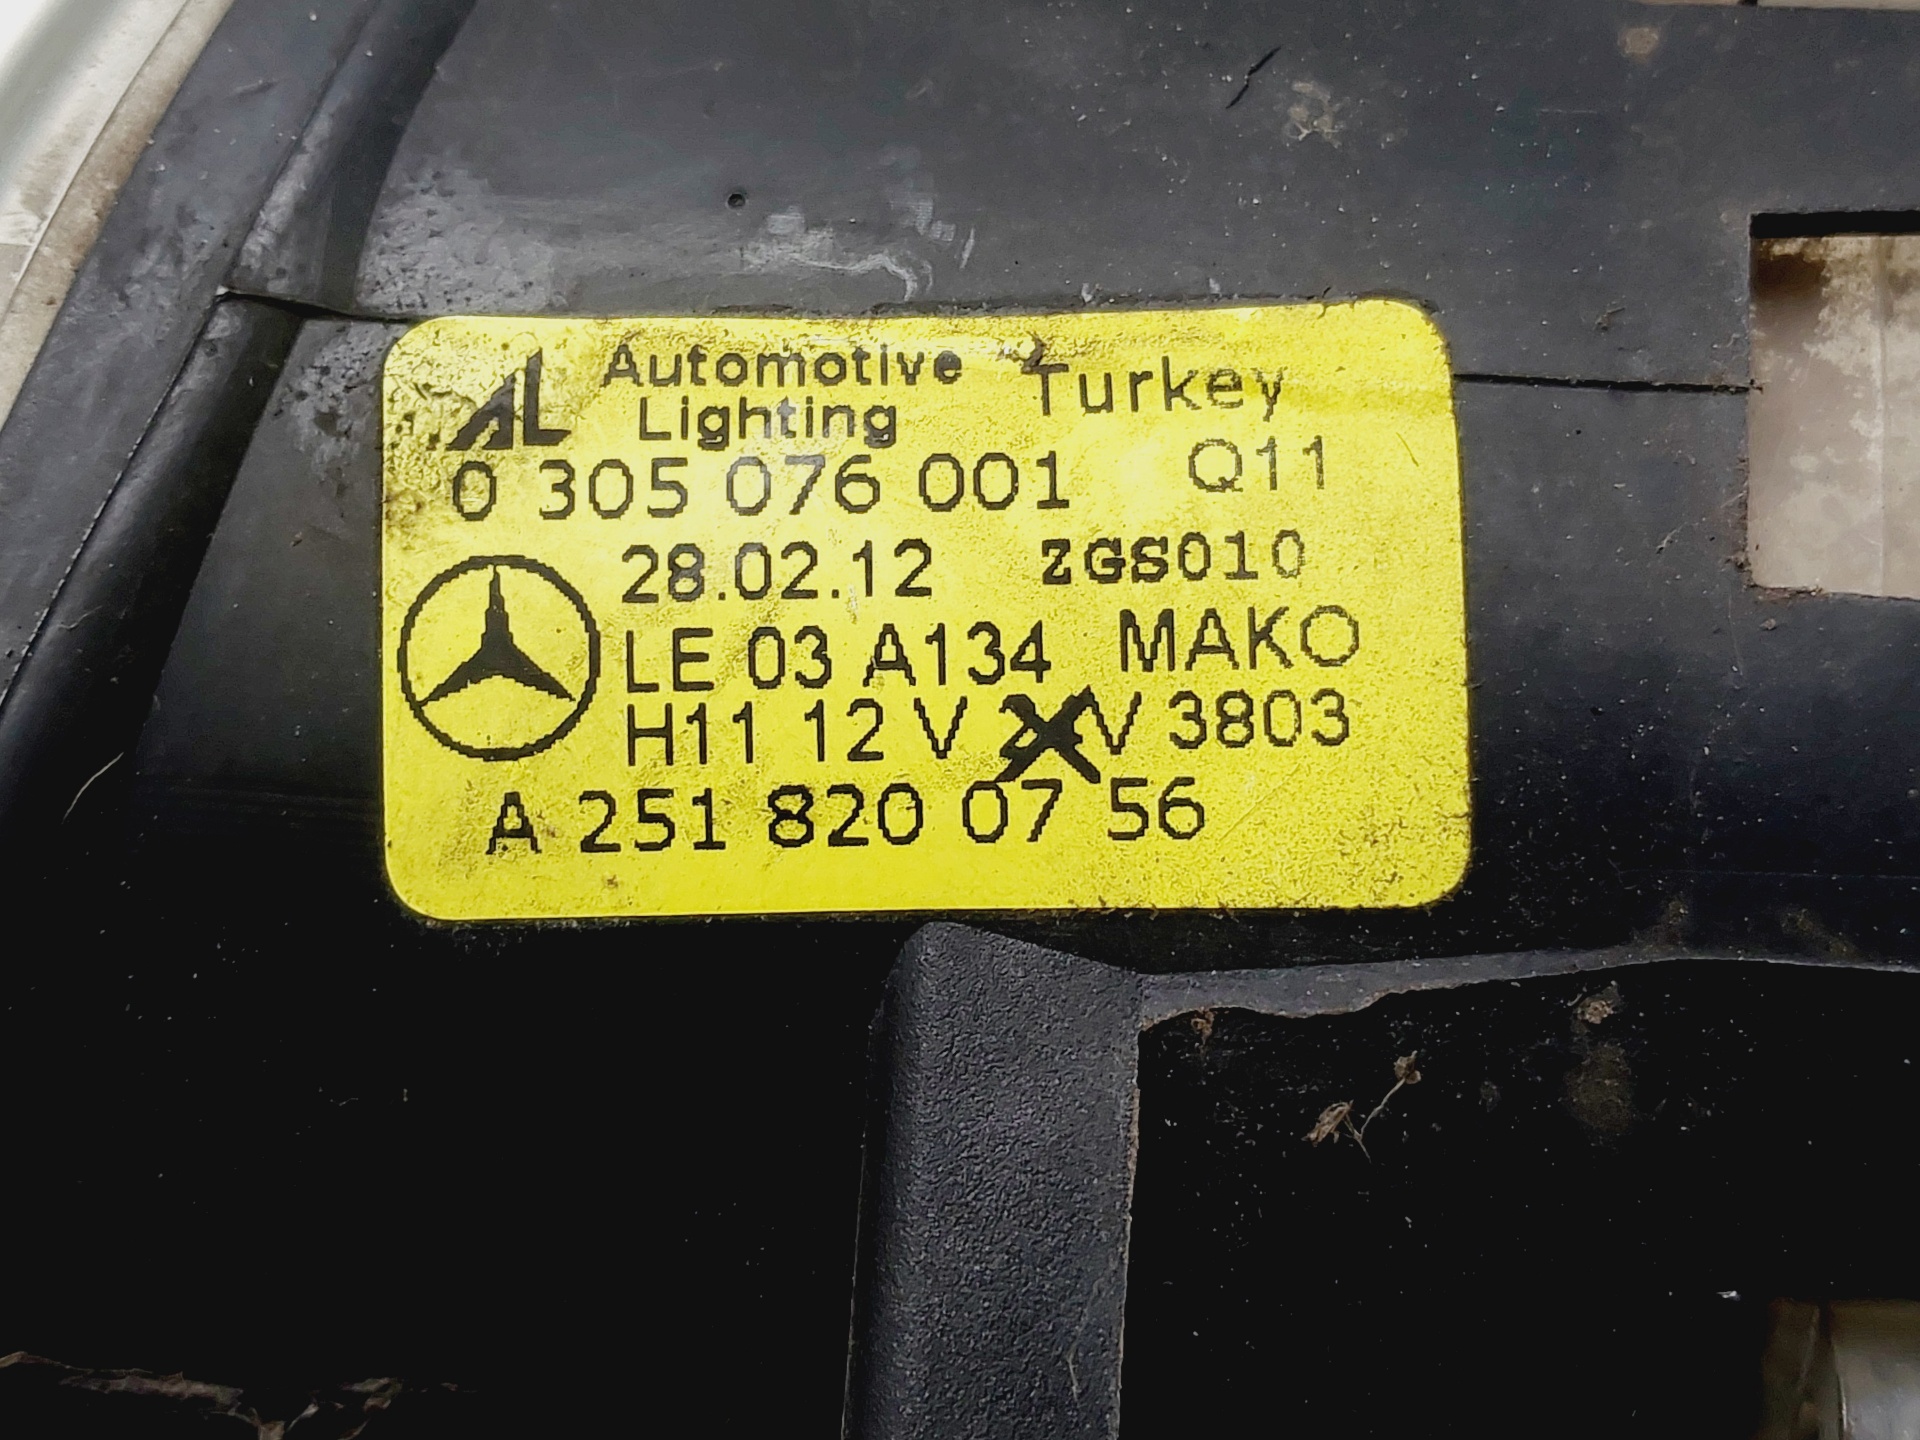 AL Automotive Lighting Turkey
0 305 076 001 Q11
28.02.12 ZGS010
LE 03 A134 MAKO
H11 12 V V 3803
A 251 820 07 56